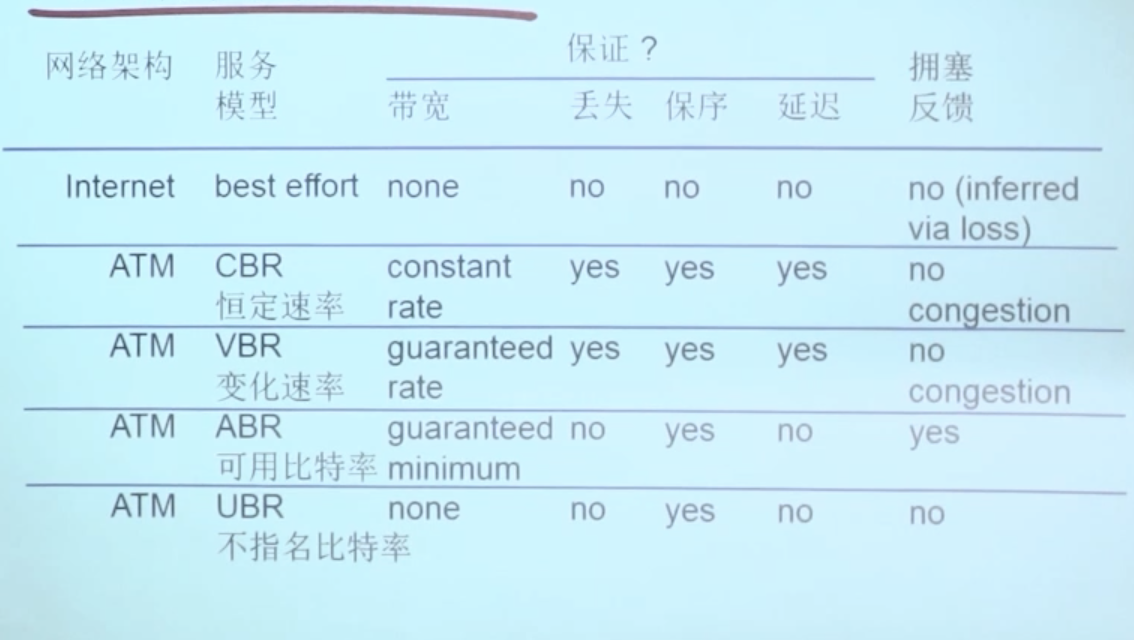 网络架构 服务模型 保证？ 拥塞反馈
带宽 丢失 保序 延迟
Internet best effort none no no no no (inferred via loss)
ATM CBR 恒定速率 constant rate yes yes yes no congestion
ATM VBR 变化速率 guaranteed rate yes yes yes no congestion
ATM ABR 可用比特率 guaranteed minimum no yes no yes
ATM UBR 不指名比特率 none no yes no no